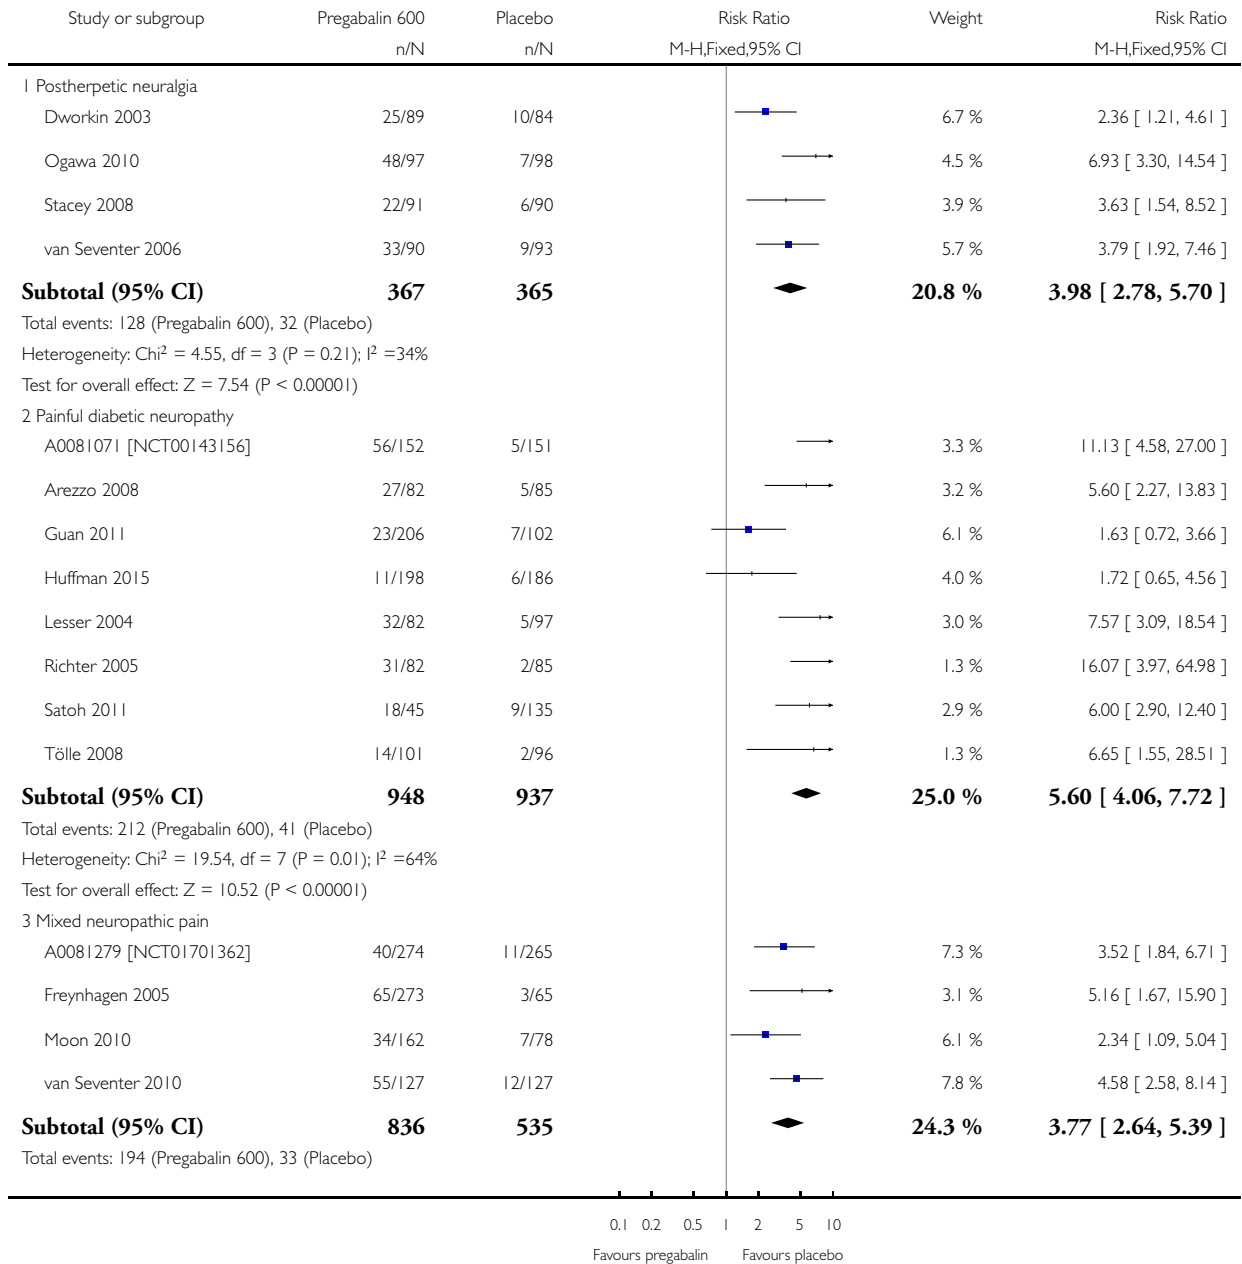 Study or subgroup Pregabalin 600 Placebo Risk Ratio Weight Risk Ratio
n/N n/N M-H,Fixed,95% CI M-H,Fixed,95% CI
1 Postherpetic neuralgia
Dworkin 2003 25/89 10/84 6.7 % 2.36 [ 1.21, 4.61 ]
Ogawa 2010 48/97 7/98 4.5 % 6.93 [ 3.30, 14.54 ]
Stacey 2008 22/91 6/90 3.9 % 3.63 [ 1.54, 8.52 ]
van Seventer 2006 33/90 9/93 5.7 % 3.79 [ 1.92, 7.46 ]
Subtotal (95% CI) 367 365 20.8 % 3.98 [ 2.78, 5.70 ]
Total events: 128 (Pregabalin 600), 32 (Placebo)
Heterogeneity: Chi² = 4.55, df = 3 (P = 0.21); I² =34%
Test for overall effect: Z = 7.54 (P < 0.00001)
2 Painful diabetic neuropathy
A0081071 [NCT00143156] 56/152 5/151 3.3 % 11.13 [ 4.58, 27.00 ]
Arezzo 2008 27/82 5/85 3.2 % 5.60 [ 2.27, 13.83 ]
Guan 2011 23/206 7/102 6.1 % 1.63 [ 0.72, 3.66 ]
Huffman 2015 11/198 6/186 4.0 % 1.72 [ 0.65, 4.56 ]
Lesser 2004 32/82 5/97 3.0 % 7.57 [ 3.09, 18.54 ]
Richter 2005 31/82 2/85 1.3 % 16.07 [ 3.97, 64.98 ]
Satoh 2011 18/45 9/135 2.9 % 6.00 [ 2.90, 12.40 ]
Tölle 2008 14/101 2/96 1.3 % 6.65 [ 1.55, 28.51 ]
Subtotal (95% CI) 948 937 25.0 % 5.60 [ 4.06, 7.72 ]
Total events: 212 (Pregabalin 600), 41 (Placebo)
Heterogeneity: Chi² = 19.54, df = 7 (P = 0.01); I² =64%
Test for overall effect: Z = 10.52 (P < 0.00001)
3 Mixed neuropathic pain
A0081279 [NCT01701362] 40/274 11/265 7.3 % 3.52 [ 1.84, 6.71 ]
Freynhagen 2005 65/273 3/65 3.1 % 5.16 [ 1.67, 15.90 ]
Moon 2010 34/162 7/78 6.1 % 2.34 [ 1.09, 5.04 ]
van Seventer 2010 55/127 12/127 7.8 % 4.58 [ 2.58, 8.14 ]
Subtotal (95% CI) 836 535 24.3 % 3.77 [ 2.64, 5.39 ]
Total events: 194 (Pregabalin 600), 33 (Placebo)
0.1 0.2 0.5 1 2 5 10
Favours pregabalin Favours placebo